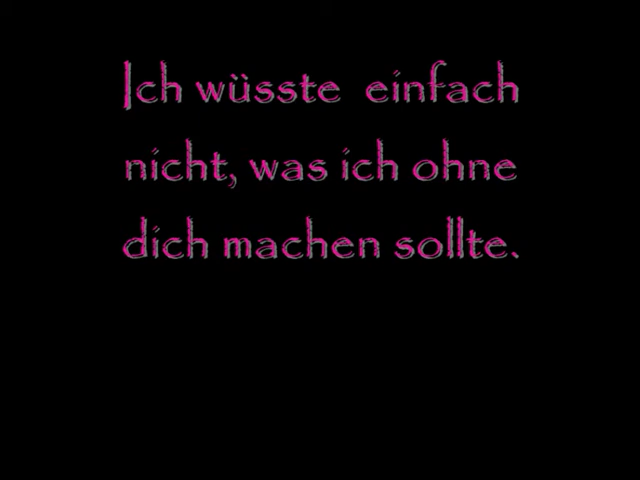 Ich wüsste einfach
nicht, was ich ohne
dich machen sollte.